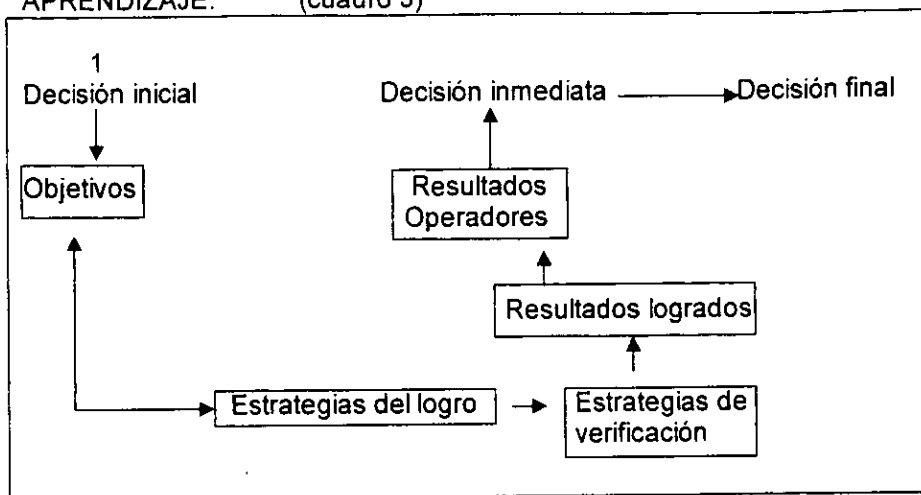 APRENDIZAJE. (cuadro 3)
1
Decisión inicial
Decisión inmediata
Decisión final
Objetivos
Resultados
Operadores
Resultados logrados
Estrategias del logro
Estrategias de
verificación